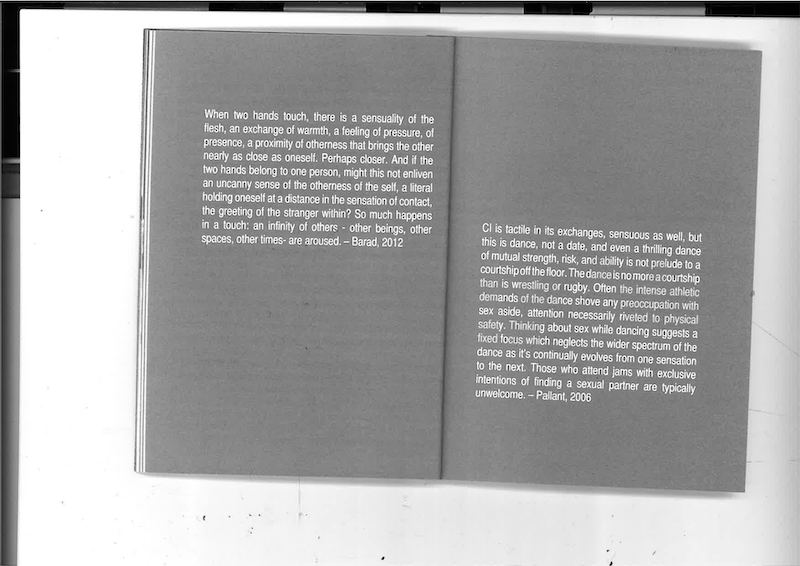 When two hands touch, there is a sensuality of the
flesh, an exchange of warmth, a feeling of pressure, of
presence, a proximity of otherness that brings the other
nearly as close as oneself. Perhaps closer. And if the
two hands belong to one person, might this not enliven
an uncanny sense of the otherness of the self, a literal
holding oneself at a distance in the sensation of contact,
the greeting of the stranger within? So much happens
in a touch: an infinity of others - other beings, other
spaces, other times- are aroused. – Barad, 2012
CI is tactile in its exchanges, sensuous as well, but
this is dance, not a date, and even a thrilling dance
of mutual strength, risk, and ability is not prelude to a
courtship off the floor. The dance is no more a courtship
than is wrestling or rugby. Often the intense athletic
demands of the dance shove any preoccupation with
sex aside, attention necessarily riveted to physical
safety. Thinking about sex while dancing suggests a
fixed focus which neglects the wider spectrum of the
dance as it's continually evolves from one sensation
to the next. Those who attend jams with exclusive
intentions of finding a sexual partner are typically
unwelcome. – Pallant, 2006